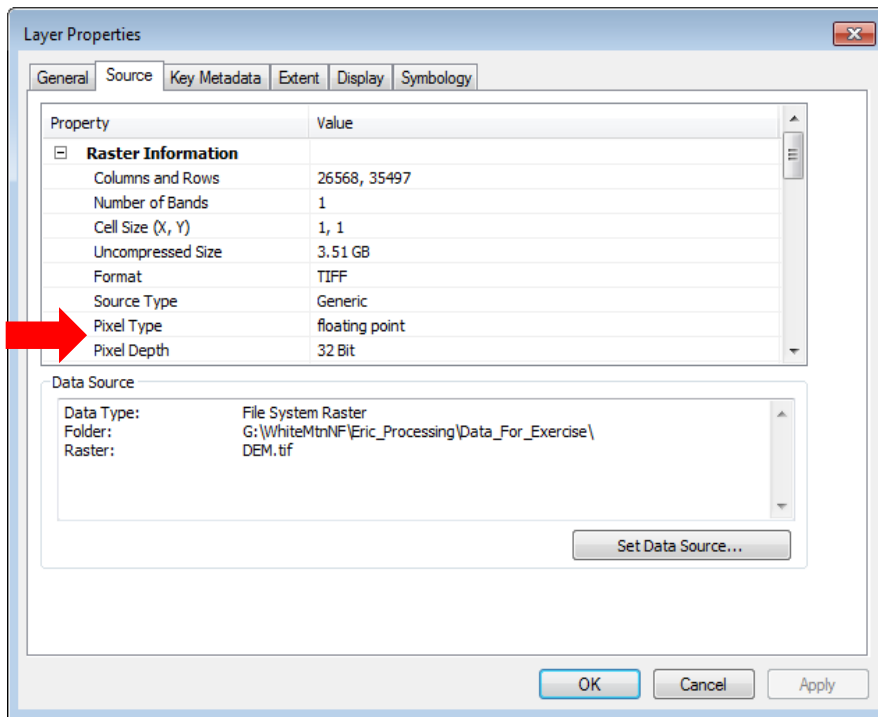 Layer Properties
General Source Key Metadata Extent Display Symbology
Property Value
Raster Information
Columns and Rows 26568, 35497
Number of Bands 1
Cell Size (X, Y) 1, 1
Uncompressed Size 3.51 GB
Format TIFF
Source Type Generic
Pixel Type floating point
Pixel Depth 32 Bit
Data Source
Data Type: File System Raster
Folder: G:\WhiteMtnNF\Eric_Processing\Data_For_Exercise\
Raster: DEM.tif
Set Data Source...
OK Cancel Apply